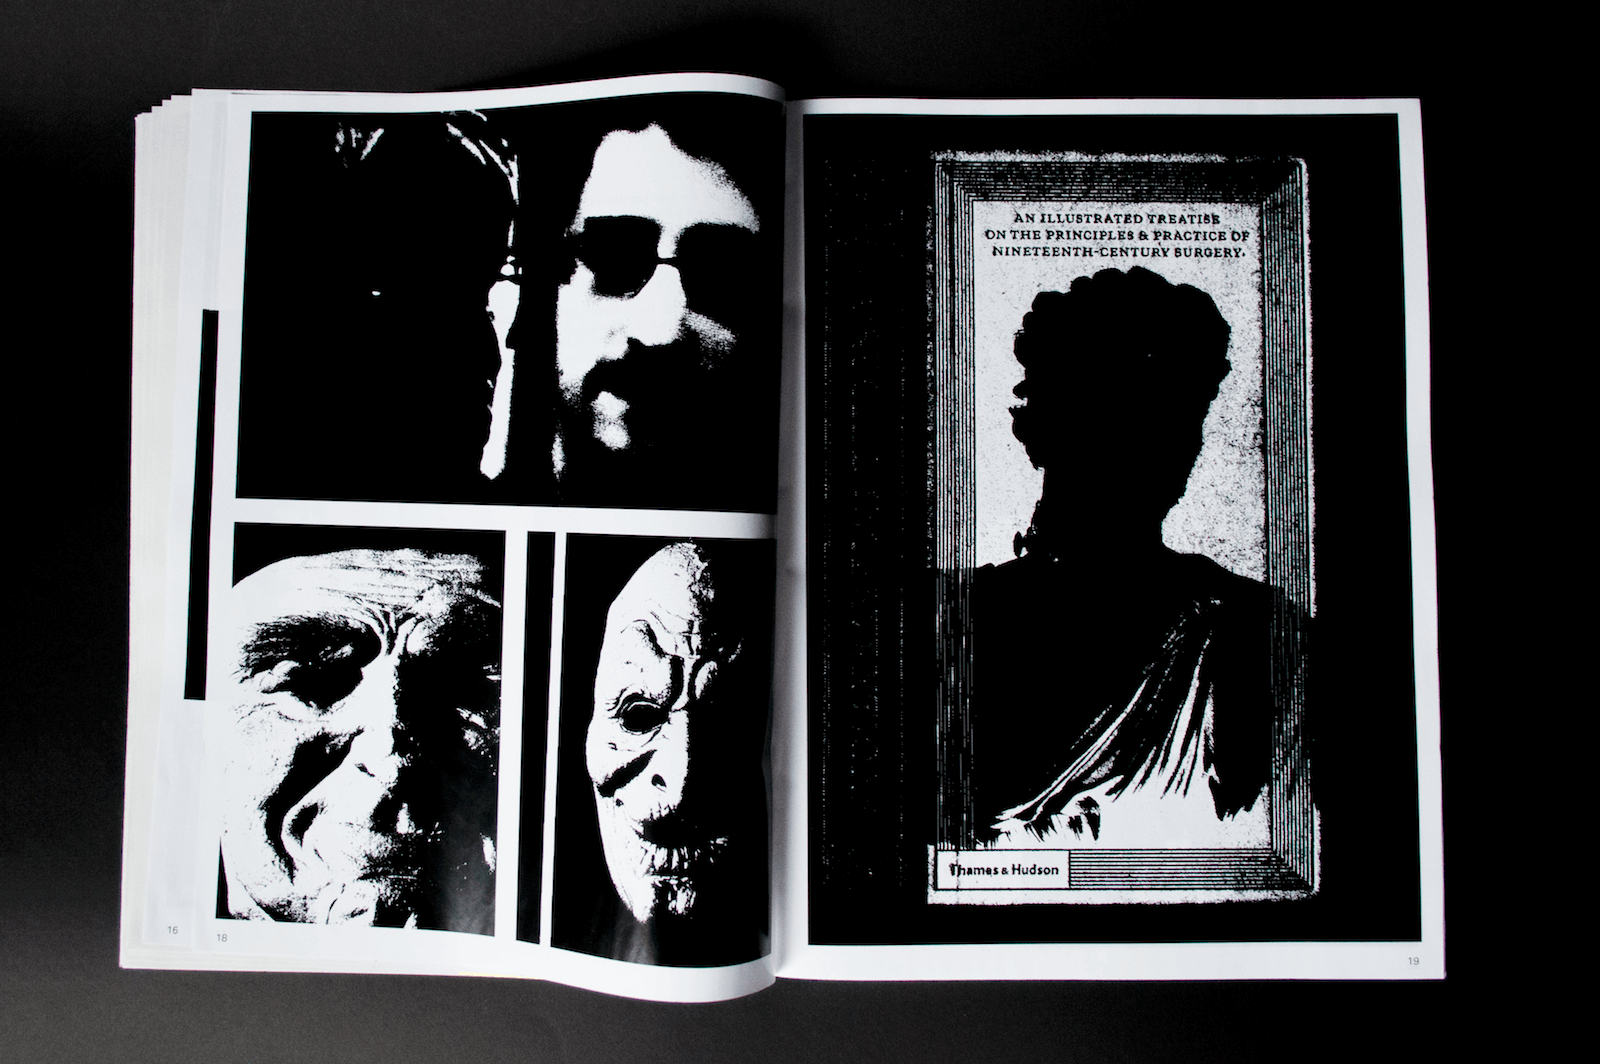 AN ILLUSTRATED TREATISE
ON THE PRINCIPLES & PRACTICE OF
NINETEENTH-CENTURY SURGERY.
Thames & Hudson
16
18
19